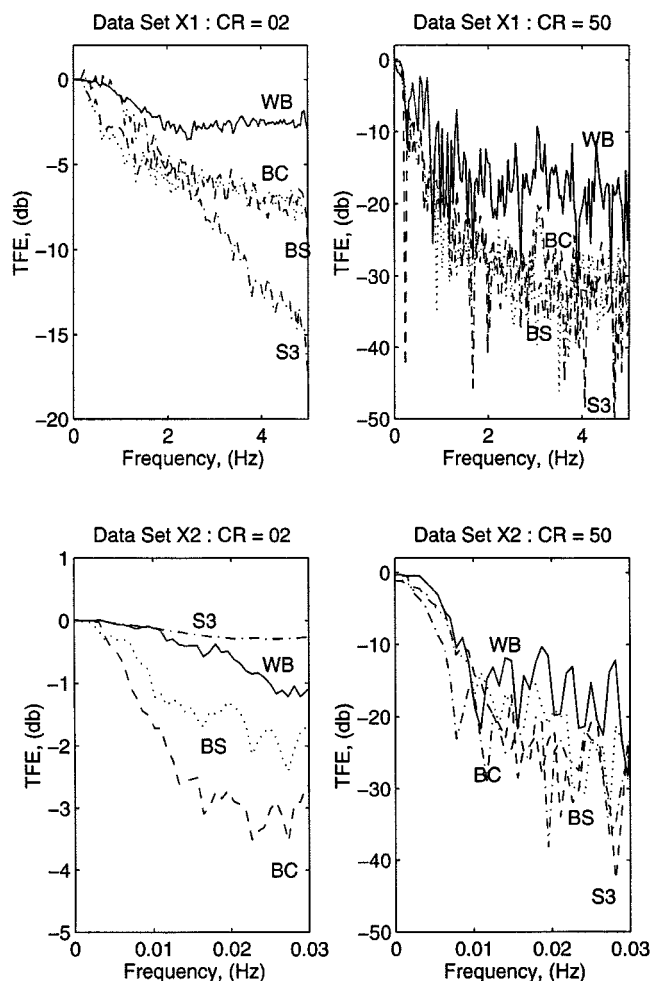 Data Set X1 : CR = 02
Data Set X1 : CR = 50
TFE, (db)
0
−5
−10
−15
−20
WB
BC
BS
S3
0
2
4
Frequency, (Hz)
TFE, (db)
0
−10
−20
−30
−40
−50
WB
BC
BS
S3
0
2
4
Frequency, (Hz)
Data Set X2 : CR = 02
Data Set X2 : CR = 50
TFE, (db)
1
0
−1
−2
−3
−4
−5
S3
WB
BS
BC
0
0.01
0.02
0.03
Frequency, (Hz)
TFE, (db)
0
−10
−20
−30
−40
−50
WB
BC
BS
S3
0
0.01
0.02
0.03
Frequency, (Hz)